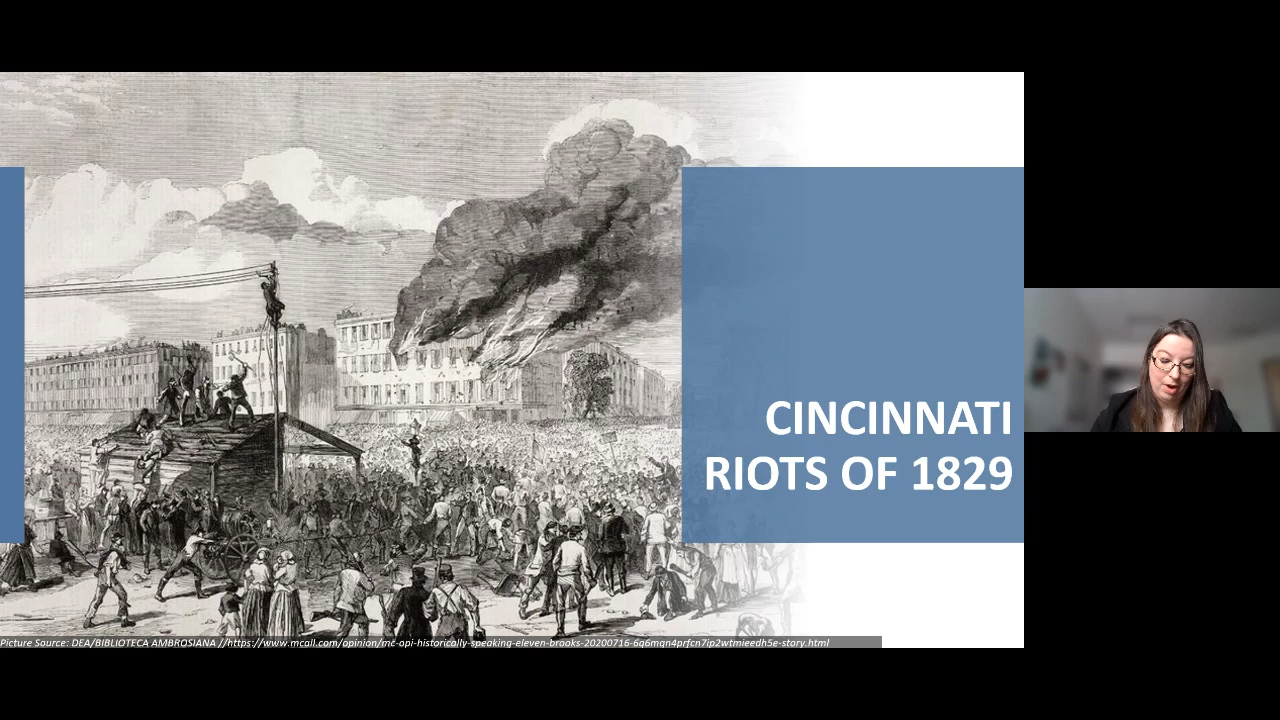 CINCINNATI
RIOTS OF 1829
Picture Source: DEA/BIBLIOTECA AMBROSIANA //https://www.mcall.com/opinion/mc-opi-historically-speaking-eleven-brooks-20200716-6q6mqn4prfcn7ip2wtmieedh5e-story.html